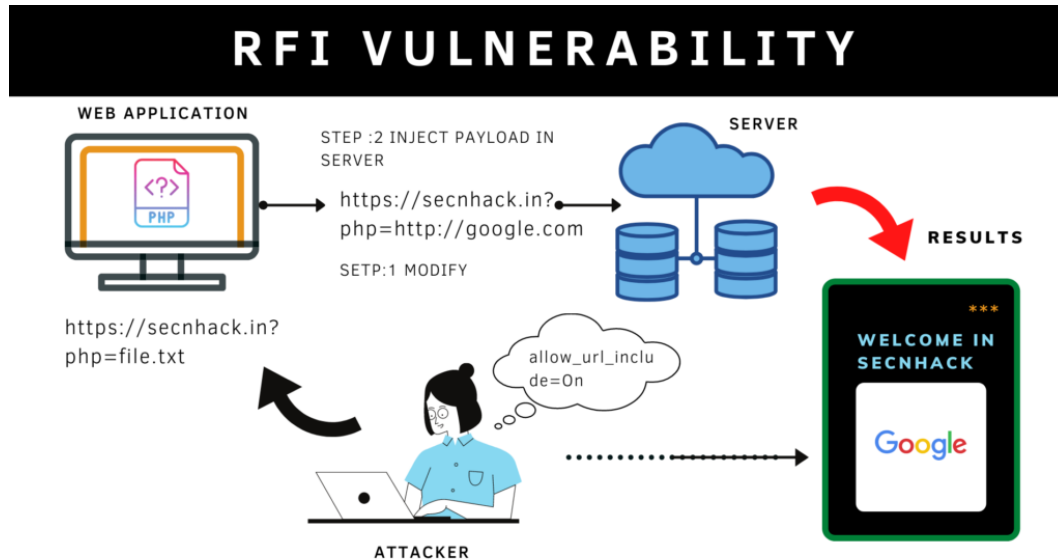 RFI VULNERABILITY
WEB APPLICATION
<?>
PHP
STEP :2 INJECT PAYLOAD IN
SERVER
https://secnhack.in?
php=http://google.com
SETP:1 MODIFY
SERVER
RESULTS
***
WELCOME IN
SECNHACK
Google
https://secnhack.in?
php=file.txt
allow_url_inclu
de=On
ATTACKER